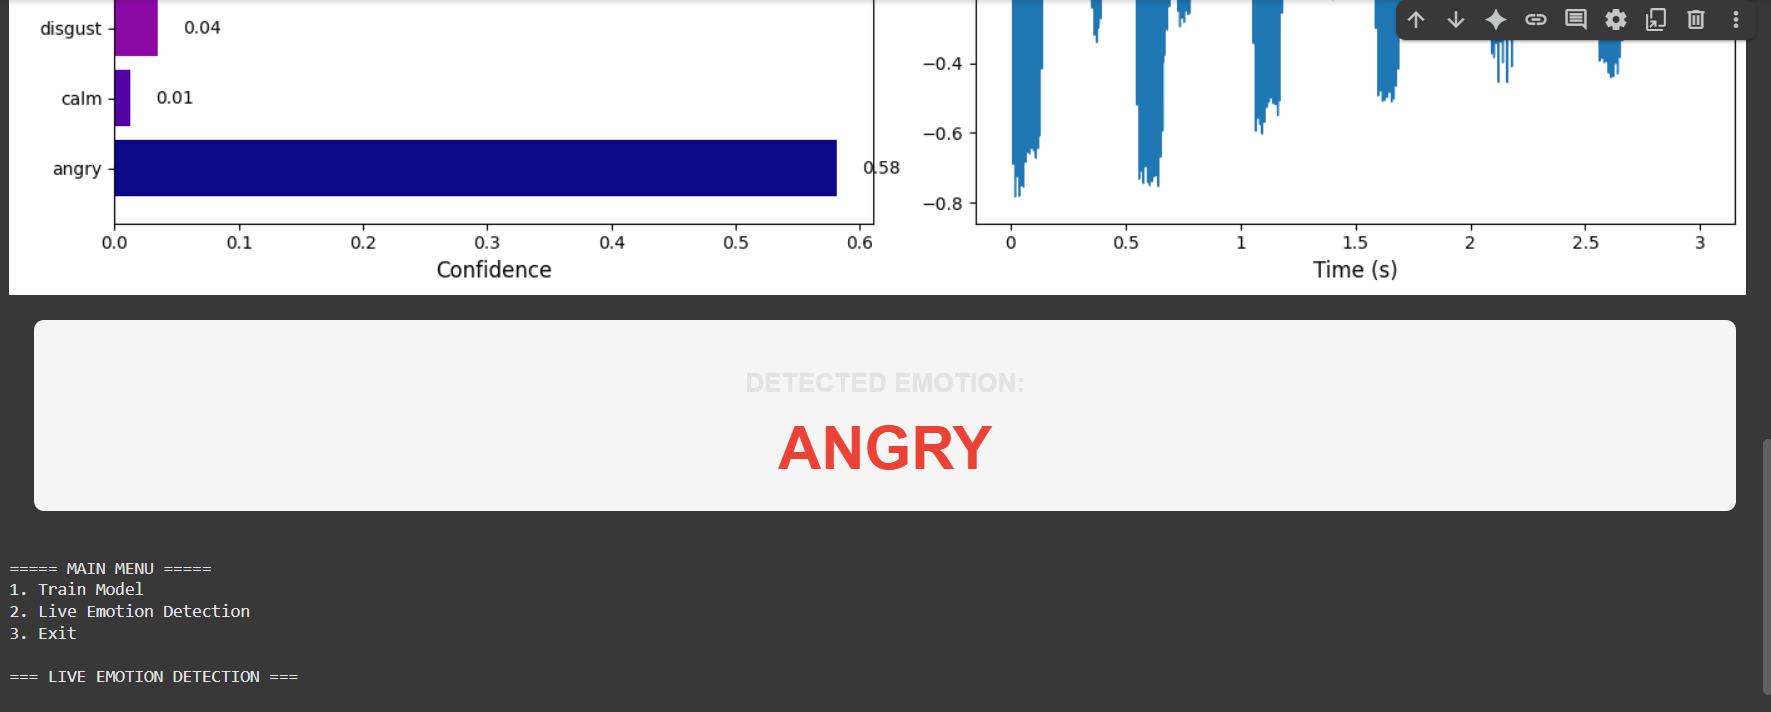 disgust 0.04
calm 0.01
angry 0.58
0.0 0.1 0.2 0.3 0.4 0.5 0.6
Confidence
−0.4
−0.6
−0.8
0 0.5 1 1.5 2 2.5 3
Time (s)
DETECTED EMOTION:
ANGRY
===== MAIN MENU =====
1. Train Model
2. Live Emotion Detection
3. Exit
=== LIVE EMOTION DETECTION ===